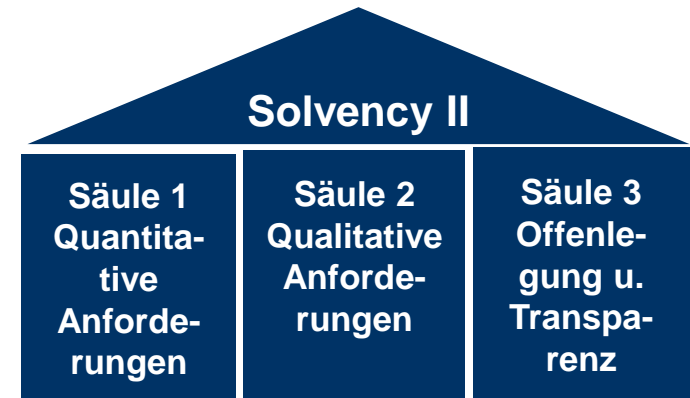 Solvency II
Säule 1
Quantita-
tive
Anforde-
rungen
Säule 2
Qualitative
Anforde-
rungen
Säule 3
Offenle-
gung u.
Transpa-
renz